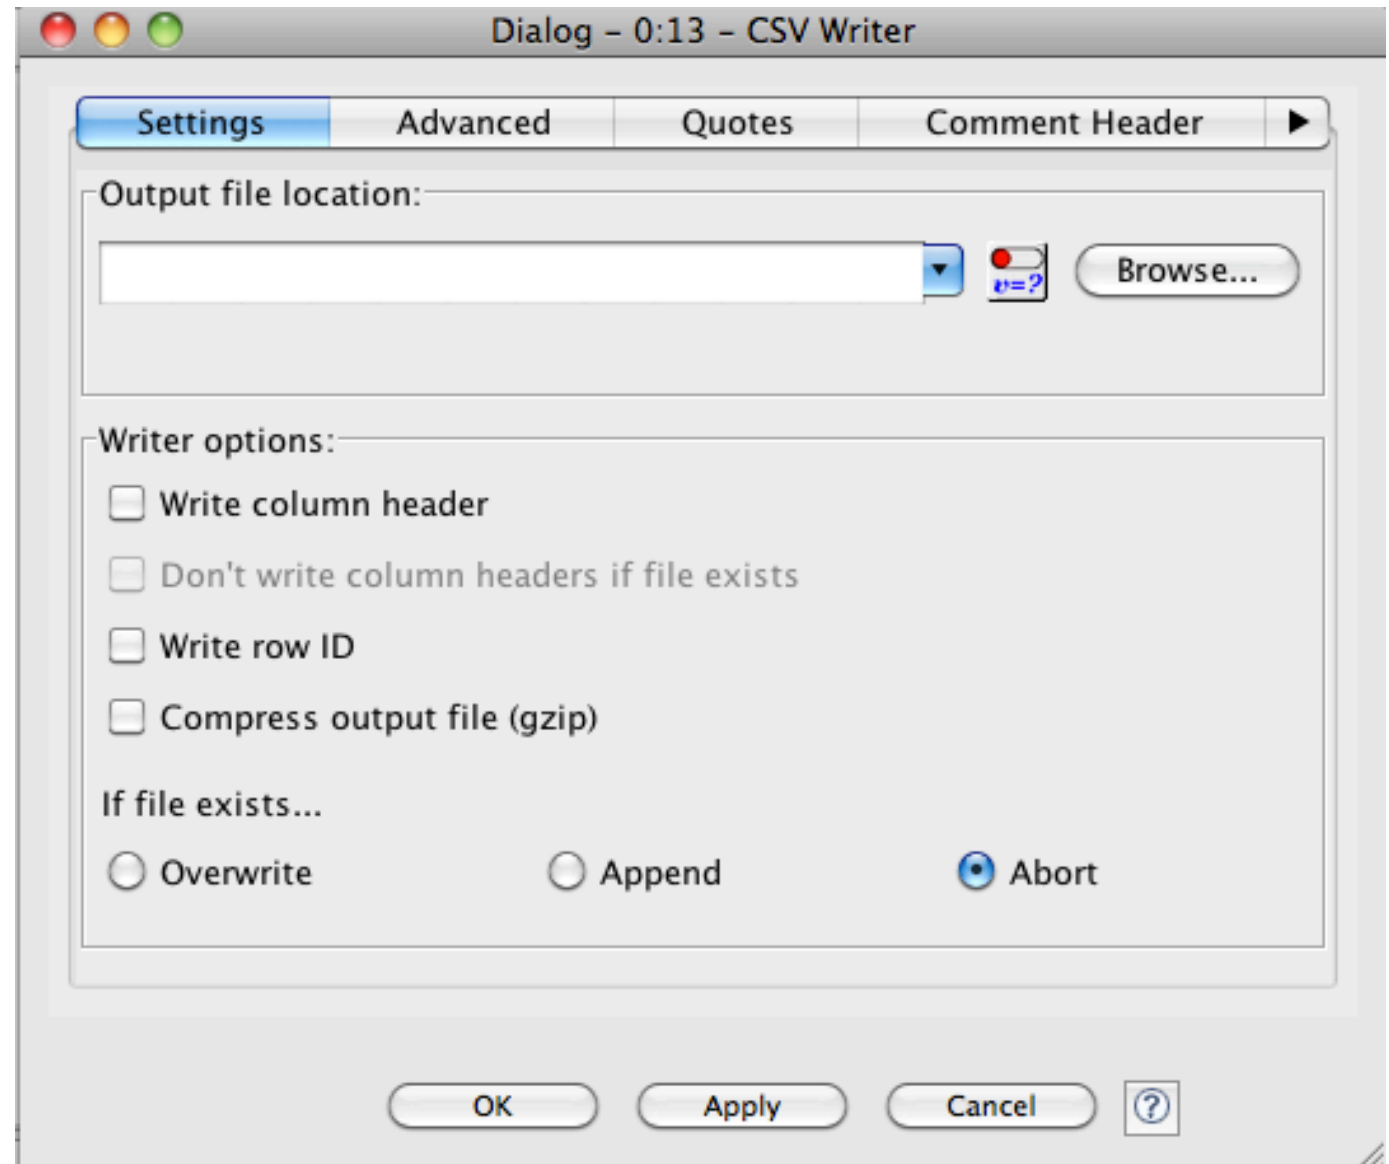 Dialog – 0:13 – CSV Writer
Settings Advanced Quotes Comment Header
Output file location:
v=? Browse...
Writer options:
Write column header
Don't write column headers if file exists
Write row ID
Compress output file (gzip)
If file exists...
Overwrite Append Abort
OK Apply Cancel ?